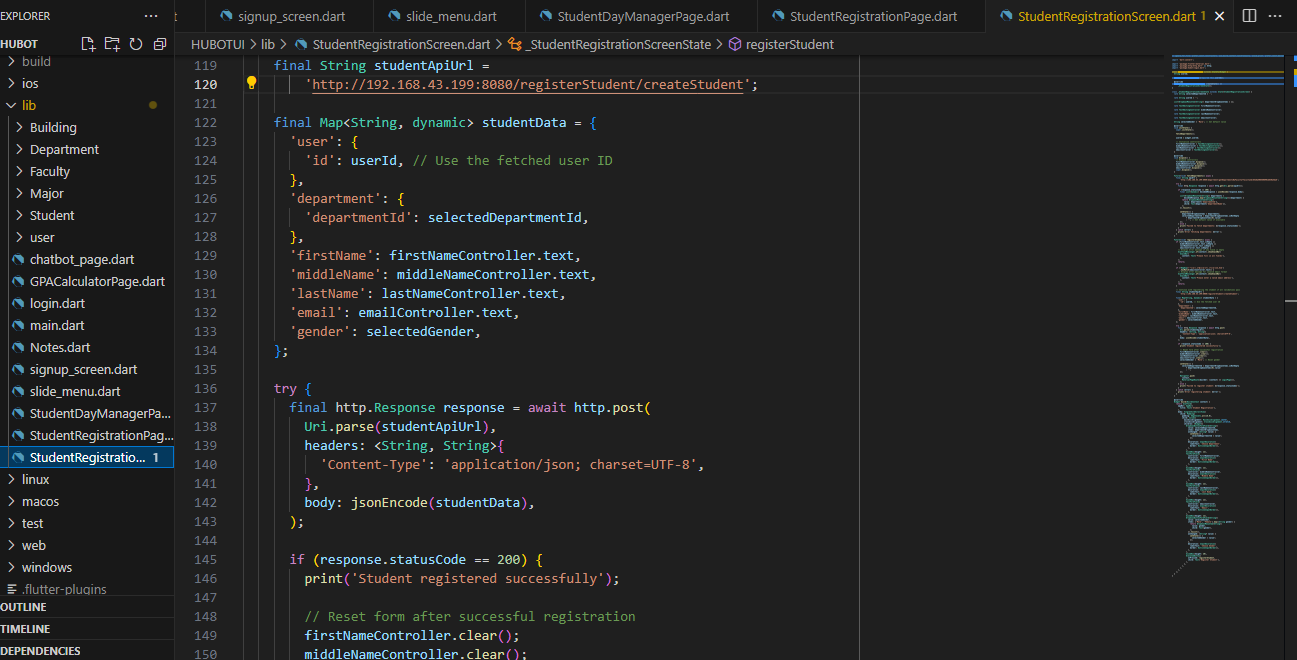 EXPLORER
signup_screen.dart
slide_menu.dart
StudentDayManagerPage.dart
StudentRegistrationPage.dart
StudentRegistrationScreen.dart 1
HUBOT
HUBOTUI > lib > StudentRegistrationScreen.dart > _StudentRegistrationScreenState > registerStudent
build
ios
lib
Building
Department
Faculty
Major
Student
user
chatbot_page.dart
GPACalculatorPage.dart
login.dart
main.dart
Notes.dart
signup_screen.dart
slide_menu.dart
StudentDayManagerPa...
StudentRegistrationPag...
StudentRegistratio... 1
linux
macos
test
web
windows
.flutter-plugins
OUTLINE
TIMELINE
DEPENDENCIES
119 final String studentApiUrl =
120 'http://192.168.43.199:8080/registerStudent/createStudent';
121
122 final Map<String, dynamic> studentData = {
123 'user': {
124 'id': userId, // Use the fetched user ID
125 },
126 'department': {
127 'departmentId': selectedDepartmentId,
128 },
129 'firstName': firstNameController.text,
130 'middleName': middleNameController.text,
131 'lastName': lastNameController.text,
132 'email': emailController.text,
133 'gender': selectedGender,
134 };
135
136 try {
137 final http.Response response = await http.post(
138 Uri.parse(studentApiUrl),
139 headers: <String, String>{
140 'Content-Type': 'application/json; charset=UTF-8',
141 },
142 body: jsonEncode(studentData),
143 );
144
145 if (response.statusCode == 200) {
146 print('Student registered successfully');
147
148 // Reset form after successful registration
149 firstNameController.clear();
150 middleNameController.clear();